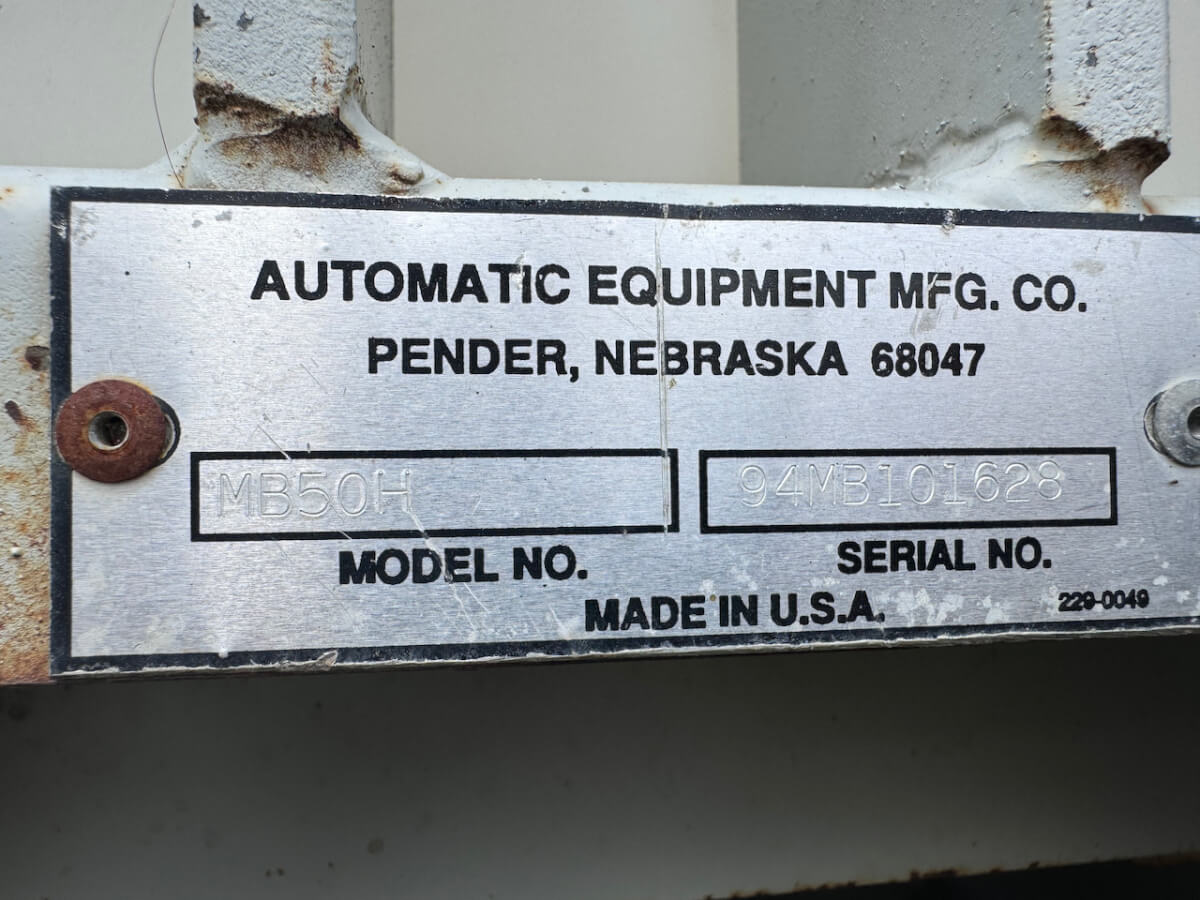 AUTOMATIC EQUIPMENT MFG. CO.
PENDER, NEBRASKA 68047
MB50H 94MB101628
MODEL NO. SERIAL NO.
MADE IN U.S.A. 229-0049